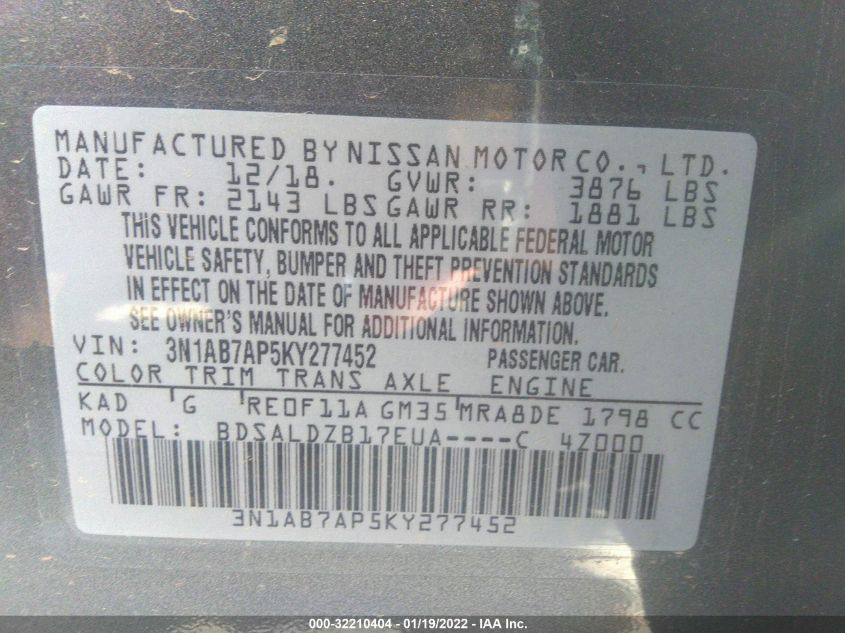 MANUFACTURED BY NISSAN MOTOR CO., LTD.
DATE: 12/18. GVWR: 3876 LBS
GAWR FR: 2143 LBS GAWR RR: 1881 LBS
THIS VEHICLE CONFORMS TO ALL APPLICABLE FEDERAL MOTOR
VEHICLE SAFETY, BUMPER AND THEFT PREVENTION STANDARDS
IN EFFECT ON THE DATE OF MANUFACTURE SHOWN ABOVE.
SEE OWNER'S MANUAL FOR ADDITIONAL INFORMATION.
VIN: 3N1AB7AP5KY277452 PASSENGER CAR.
COLOR TRIM TRANS AXLE ENGINE
KAD G RE0F11A GM35 MRA8DE 1798 CC
MODEL: BDSALDZB17EUA----C 4Z000
3N1AB7AP5KY277452
000-32210404 - 01/19/2022 - IAA Inc.